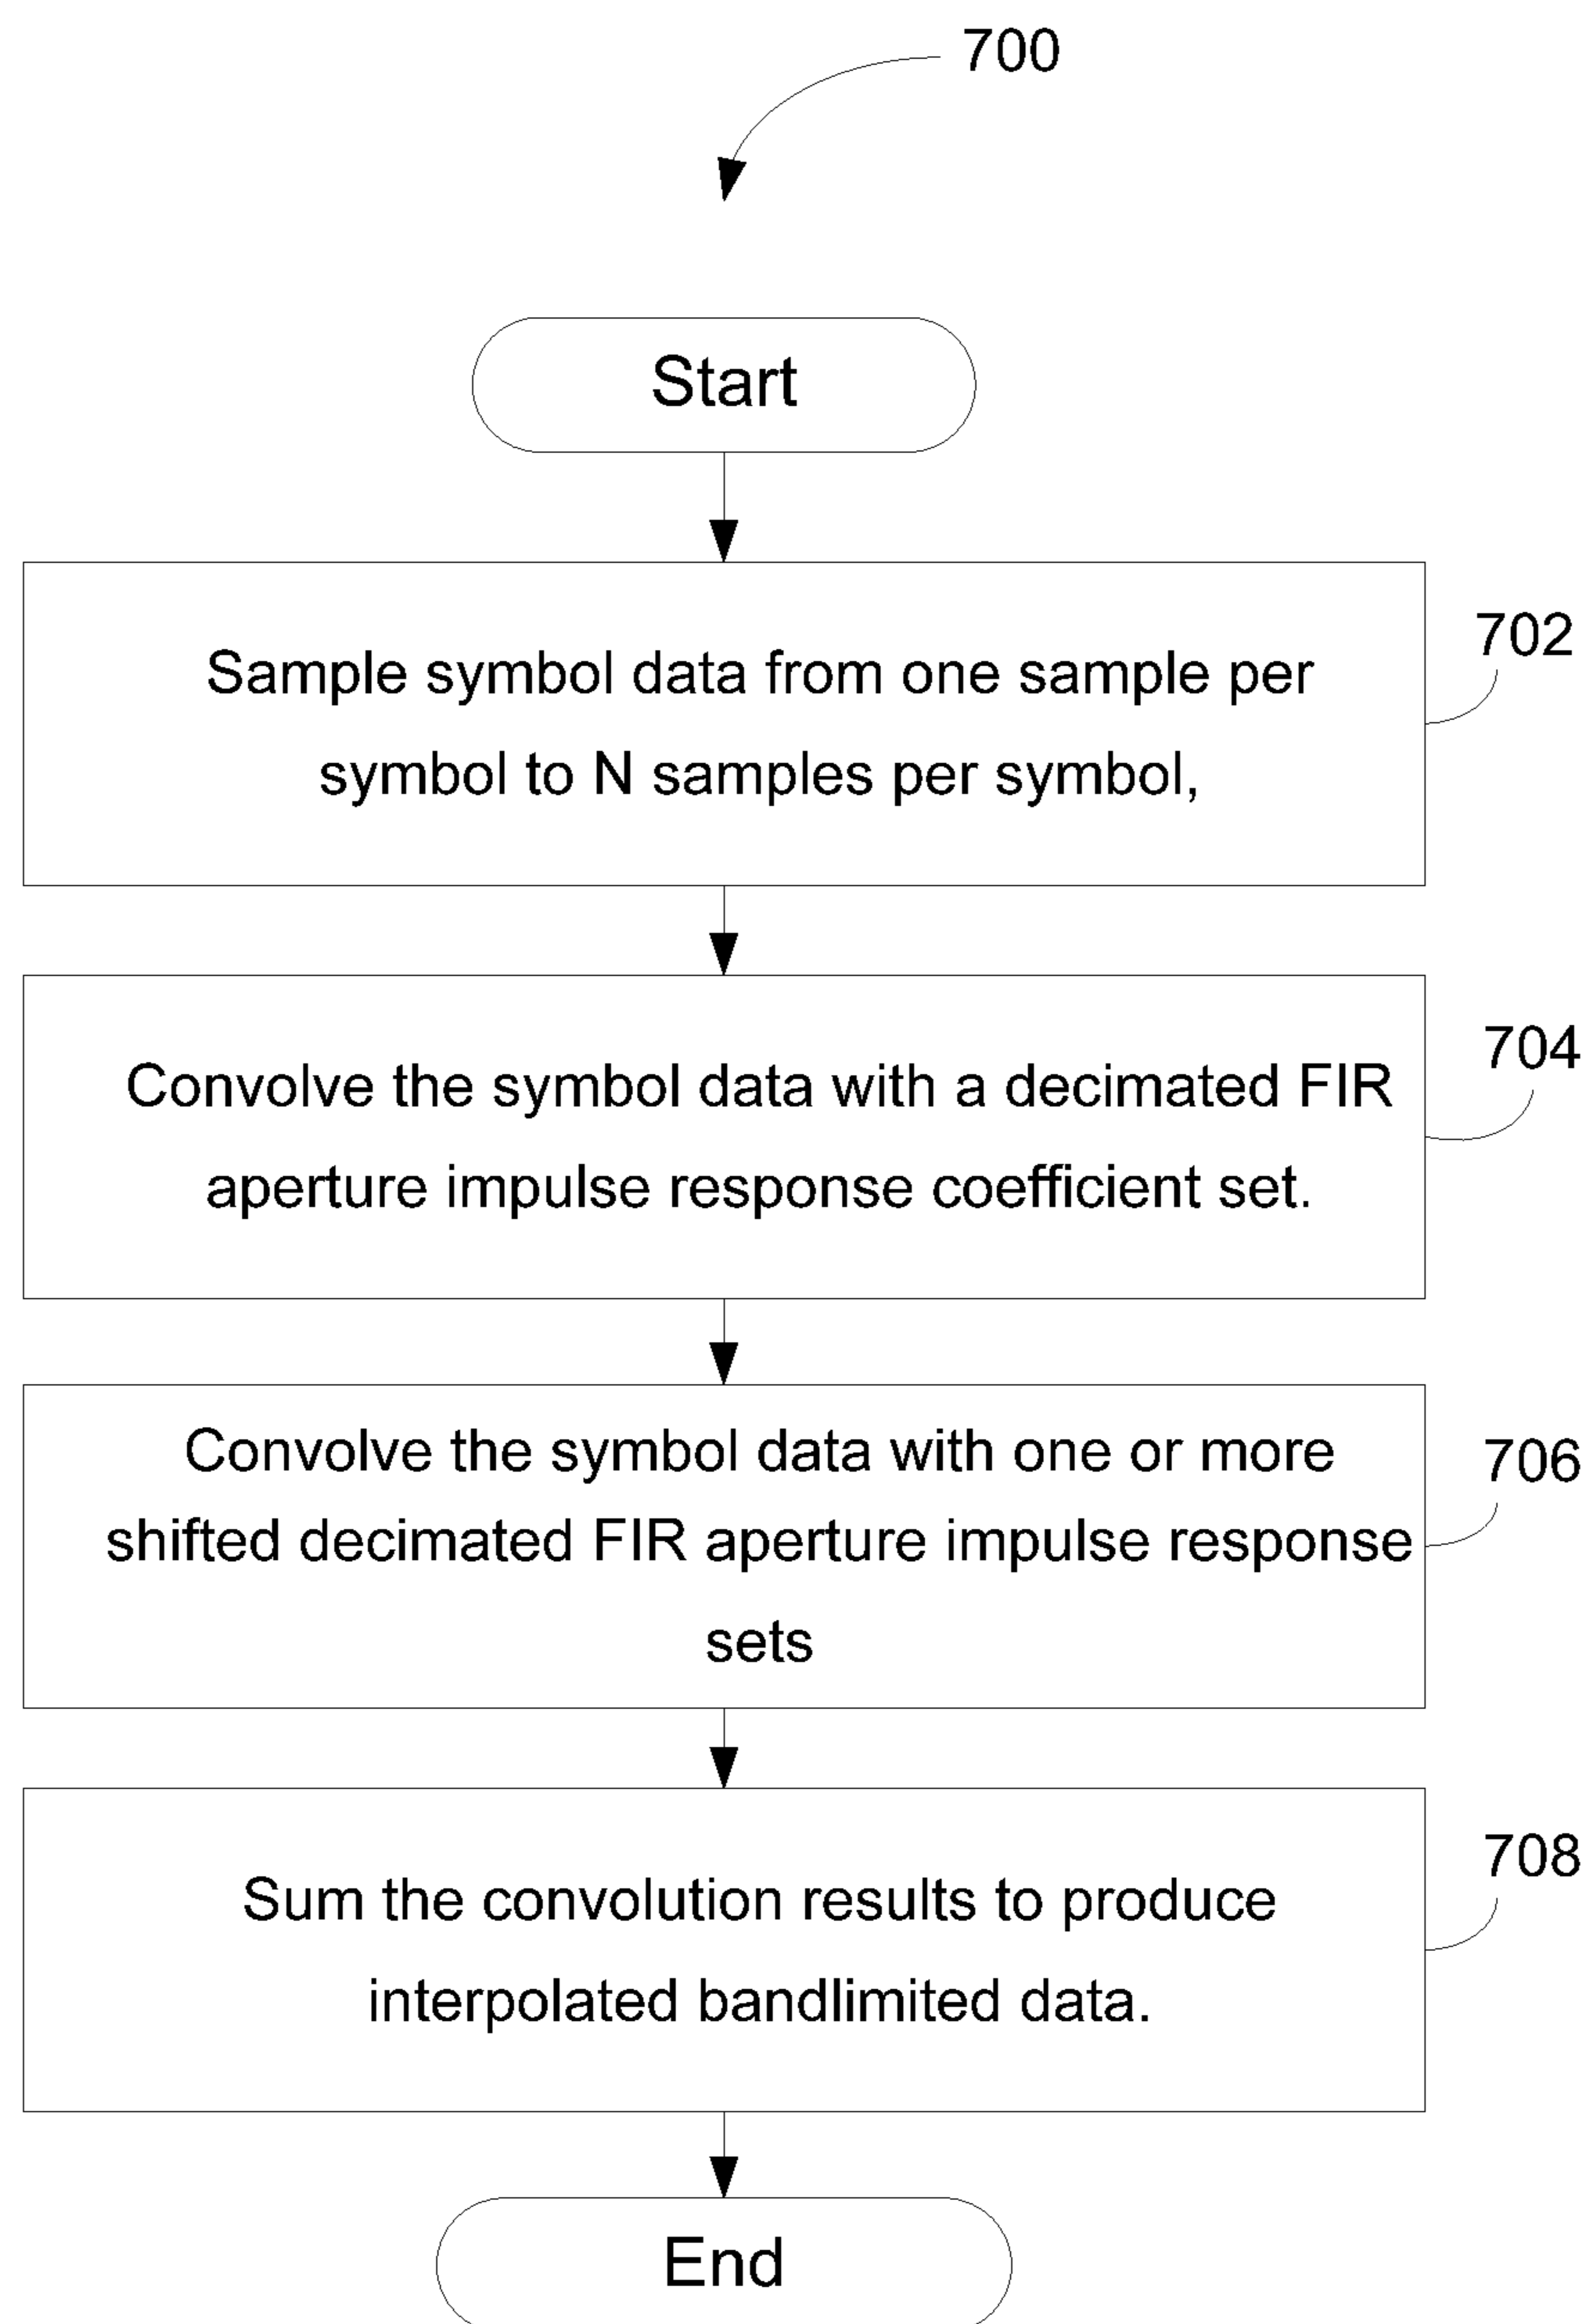 700
Start
702
Sample symbol data from one sample per
symbol to N samples per symbol,
704
Convolve the symbol data with a decimated FIR
aperture impulse response coefficient set.
706
Convolve the symbol data with one or more
shifted decimated FIR aperture impulse response
sets
708
Sum the convolution results to produce
interpolated bandlimited data.
End